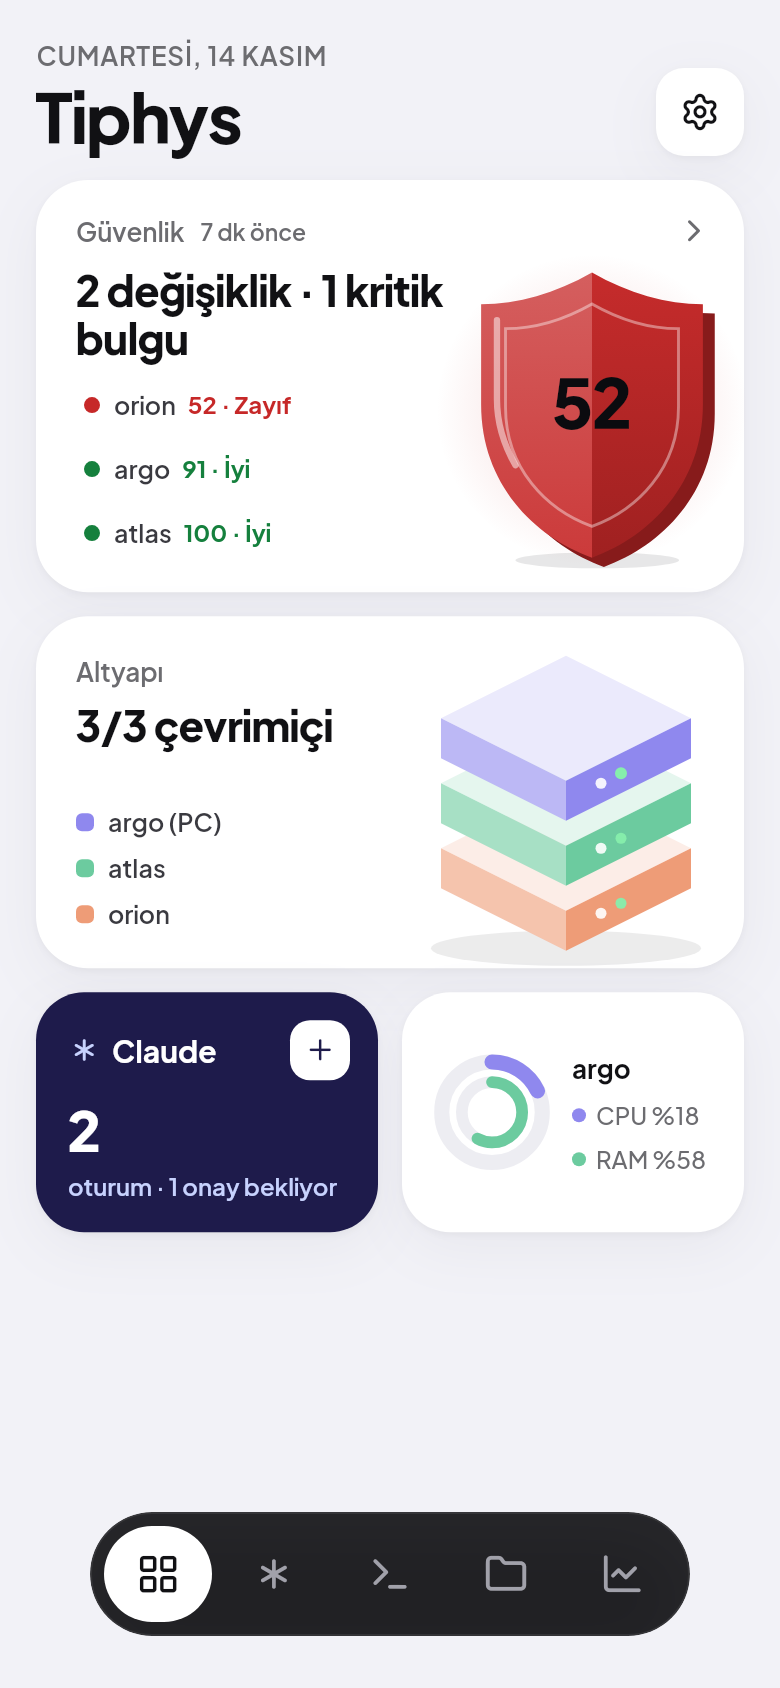 CUMARTESİ, 14 KASIM
Tiphys
Güvenlik 7 dk önce
2 değişiklik · 1 kritik
bulgu
orion 52 · Zayıf
argo 91 · İyi
atlas 100 · İyi
52
Altyapı
3/3 çevrimiçi
argo (PC)
atlas
orion
Claude
2
oturum · 1 onay bekliyor
argo
CPU %18
RAM %58